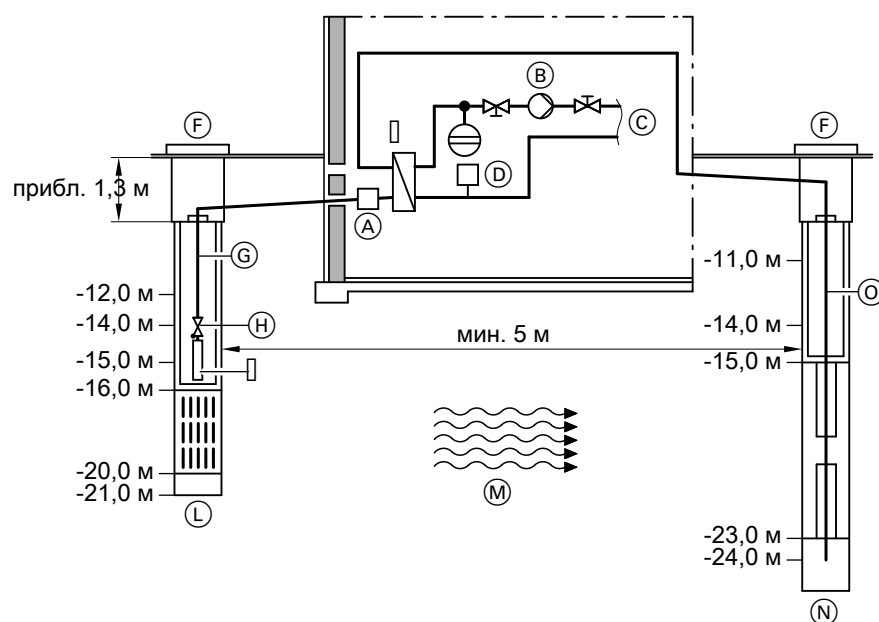 B
F
C
F
D
прибл. 1,3 м
A
G
-11,0 м
-12,0 м
O
-14,0 м
H
-14,0 м
мин. 5 м
-15,0 м
-15,0 м
-16,0 м
-20,0 м
M
-21,0 м
L
-23,0 м
-24,0 м
N